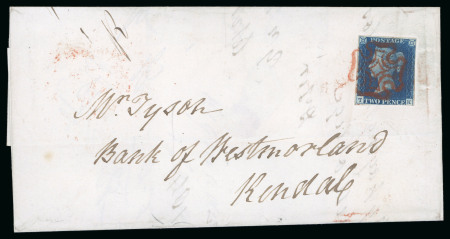 POSTAGE
TWO PENCE
Mr. Tyson
Bank of Westmorland
Kendal